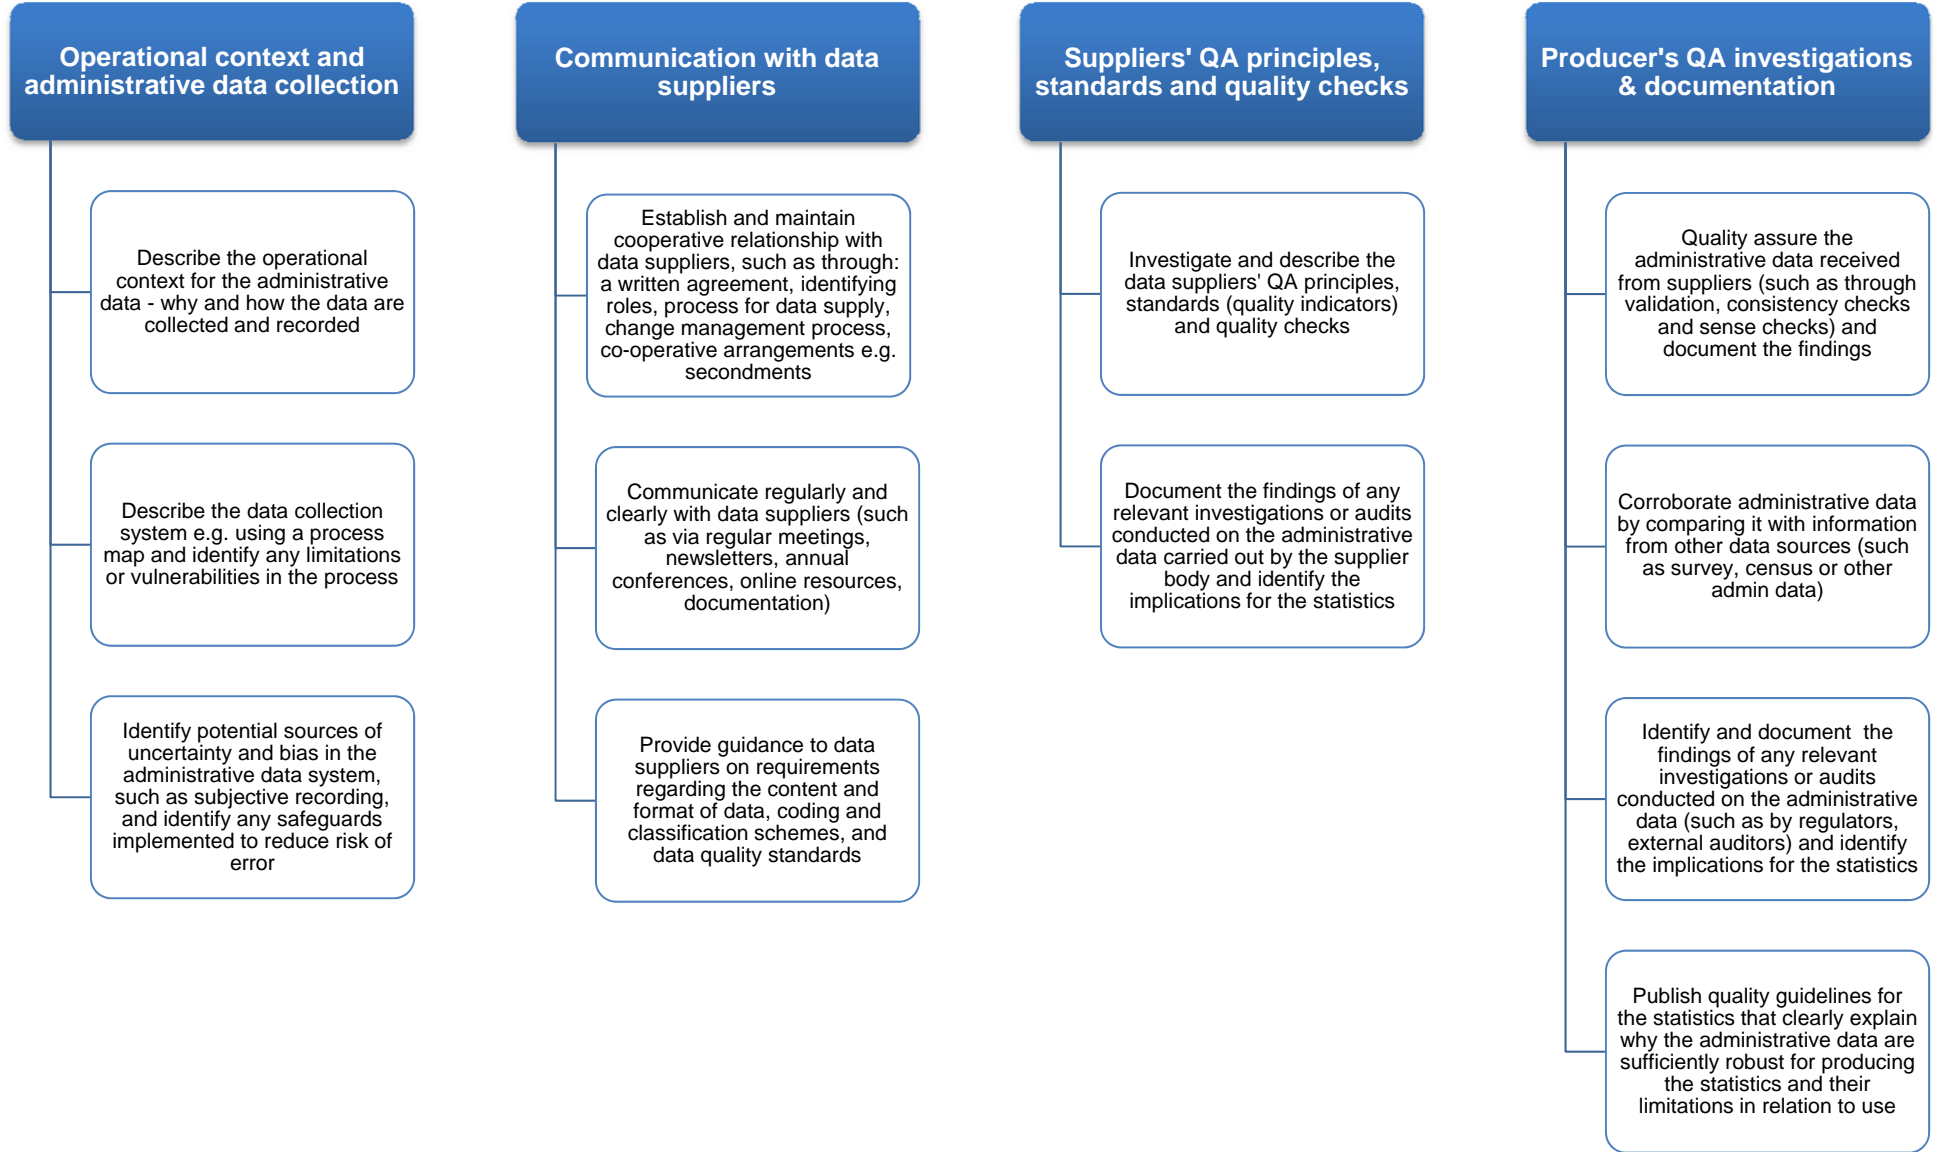 Operational context and
administrative data collection
Describe the operational
context for the administrative
data - why and how the data are
collected and recorded
Describe the data collection
system e.g. using a process
map and identify any limitations
or vulnerabilities in the process
Identify potential sources of
uncertainty and bias in the
administrative data system,
such as subjective recording,
and identify any safeguards
implemented to reduce risk of
error
Communication with data
suppliers
Establish and maintain
cooperative relationship with
data suppliers, such as through:
a written agreement, identifying
roles, process for data supply,
change management process,
co-operative arrangements e.g.
secondments
Communicate regularly and
clearly with data suppliers (such
as via regular meetings,
newsletters, annual
conferences, online resources,
documentation)
Provide guidance to data
suppliers on requirements
regarding the content and
format of data, coding and
classification schemes, and
data quality standards
Suppliers' QA principles,
standards and quality checks
Investigate and describe the
data suppliers' QA principles,
standards (quality indicators)
and quality checks
Document the findings of any
relevant investigations or audits
conducted on the administrative
data carried out by the supplier
body and identify the
implications for the statistics
Producer's QA investigations
& documentation
Quality assure the
administrative data received
from suppliers (such as through
validation, consistency checks
and sense checks) and
document the findings
Corroborate administrative data
by comparing it with information
from other data sources (such
as survey, census or other
admin data)
Identify and document the
findings of any relevant
investigations or audits
conducted on the administrative
data (such as by regulators,
external auditors) and identify
the implications for the statistics
Publish quality guidelines for
the statistics that clearly explain
why the administrative data are
sufficiently robust for producing
the statistics and their
limitations in relation to use